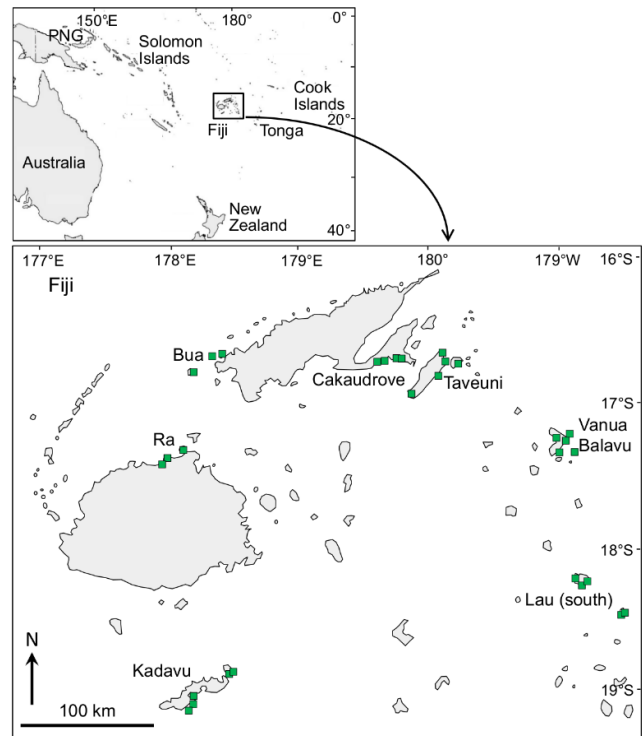 150°E 180° 0°
PNG
Solomon
Islands
Cook
Islands
20°
Fiji Tonga
Australia
New
Zealand
40°
177°E 178°E 179°E 180° 179°W 16°S
Fiji
Bua
Cakaudrove Taveuni
17°S
Vanua
Balavu
Ra
18°S
Lau (south)
N
Kadavu
19°S
100 km